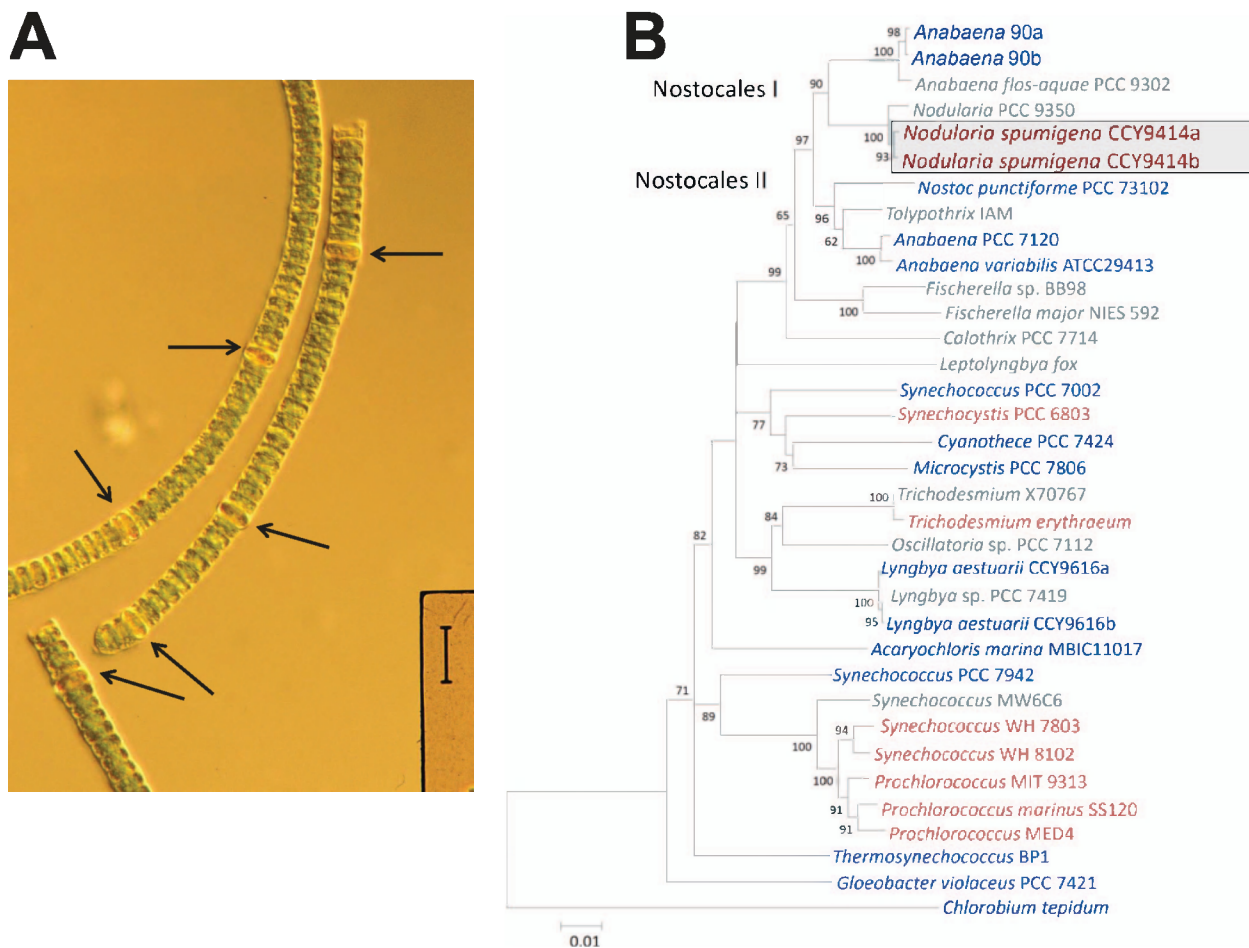 A
B
98
Anabaena 90a
100
Anabaena 90b
90
Anabaena flos-aquae PCC 9302
Nostocales I
Nodularia PCC 9350
97
100
Nodularia spumigena CCY9414a
93
Nodularia spumigena CCY9414b
Nostocales II
Nostoc punctiforme PCC 73102
65
96
Tolypothrix IAM
62
Anabaena PCC 7120
100
Anabaena variabilis ATCC29413
99
Fischerella sp. BB98
100
Fischerella major NIES 592
Calothrix PCC 7714
Leptolyngbya fox
Synechococcus PCC 7002
77
Synechocystis PCC 6803
Cyanothece PCC 7424
73
Microcystis PCC 7806
100
Trichodesmium X70767
84
Trichodesmium erythraeum
82
Oscillatoria sp. PCC 7112
99
Lyngbya aestuarii CCY9616a
100
Lyngbya sp. PCC 7419
95
Lyngbya aestuarii CCY9616b
Acaryochloris marina MBIC11017
71
Synechococcus PCC 7942
89
Synechococcus MW6C6
94
Synechococcus WH 7803
100
Synechococcus WH 8102
100
Prochlorococcus MIT 9313
91
Prochlorococcus marinus SS120
91
Prochlorococcus MED4
Thermosynechococcus BP1
Gloeobacter violaceus PCC 7421
Chlorobium tepidum
0.01